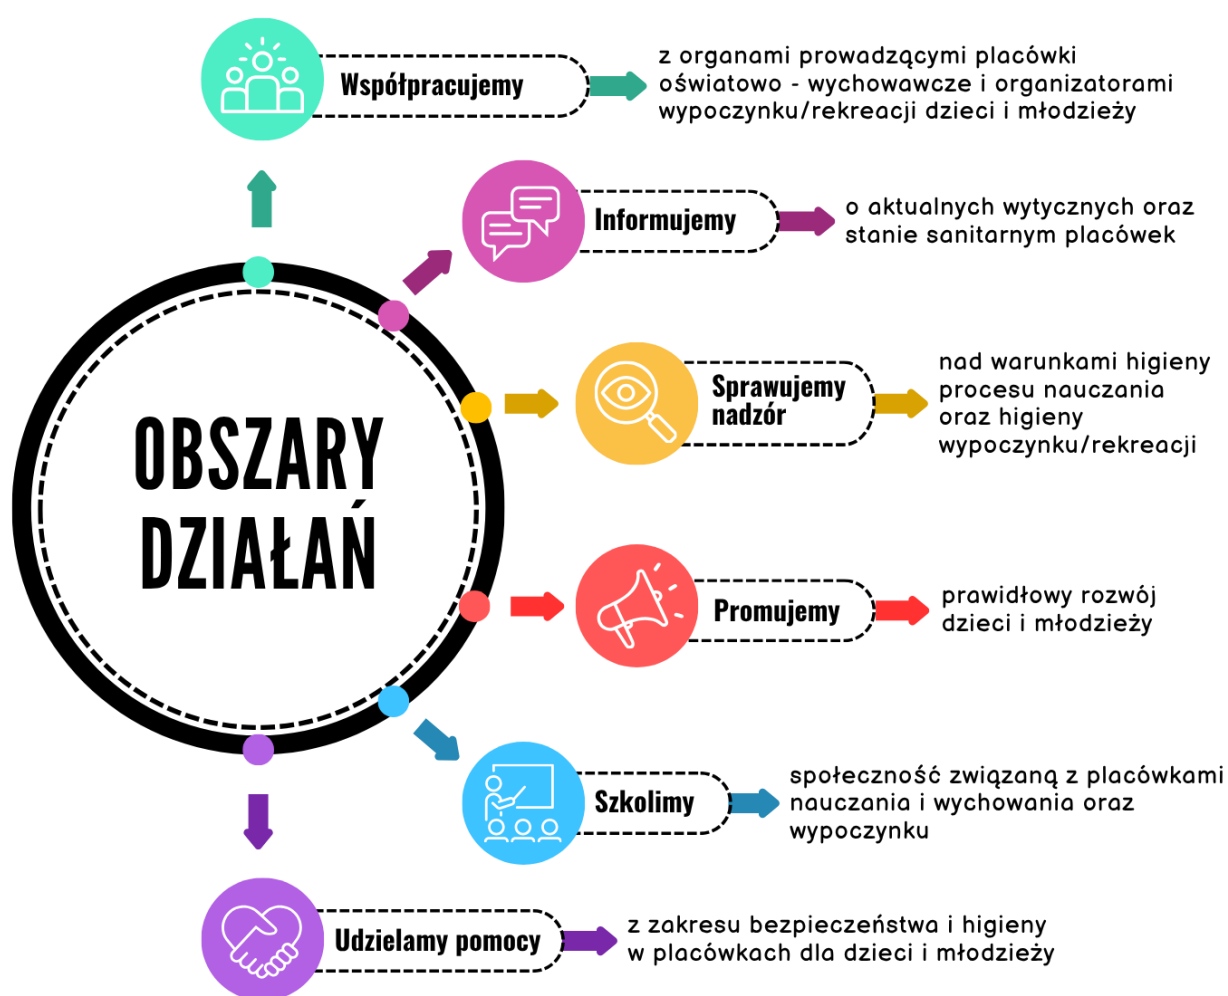 Współpracujemy
z organami prowadzącymi placówki
oświatowo - wychowawcze i organizatorami
wypoczynku/rekreacji dzieci i młodzieży
Informujemy
o aktualnych wytycznych oraz
stanie sanitarnym placówek
OBSZARY
DZIAŁAŃ
Sprawujemy
nadzór
nad warunkami higieny
procesu nauczania
oraz higieny
wypoczynku/rekreacji
Promujemy
prawidłowy rozwój
dzieci i młodzieży
Szkolimy
społeczność związaną z placówkami
nauczania i wychowania oraz
wypoczynku
Udzielamy pomocy
z zakresu bezpieczeństwa i higieny
w placówkach dla dzieci i młodzieży